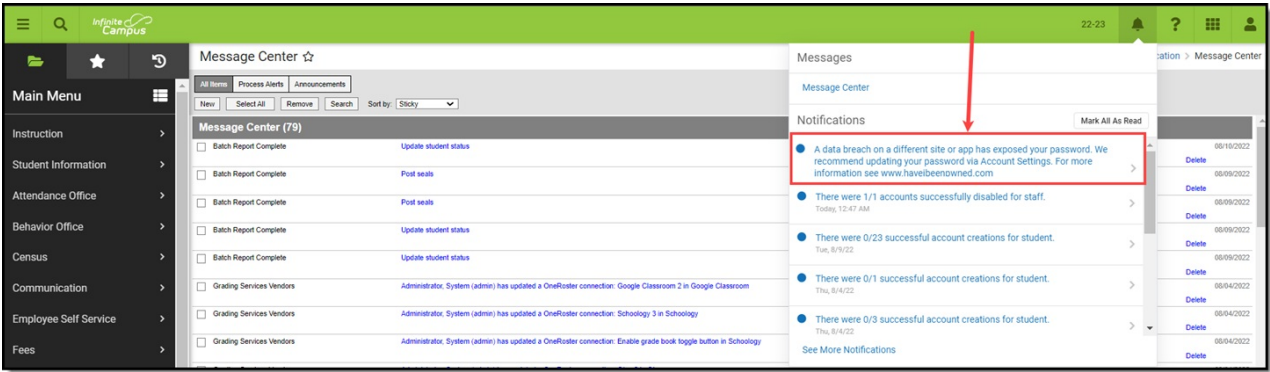 Infinite Campus
22-23
Message Center
Main Menu
Instruction
Student Information
Attendance Office
Behavior Office
Census
Communication
Employee Self Service
Fees
All Items Process Alerts Announcements
New Select All Remove Search Sort by: Sticky
Message Center (79)
Batch Report Complete Update student status
Batch Report Complete Post seals
Batch Report Complete Post seals
Batch Report Complete Update student status
Batch Report Complete Update student status
Grading Services Vendors Administrator, System (admin) has updated a OneRoster connection: Google Classroom 2 in Google Classroom
Grading Services Vendors Administrator, System (admin) has updated a OneRoster connection: Schoology 3 in Schoology
Grading Services Vendors Administrator, System (admin) has updated a OneRoster connection: Enable grade book toggle button in Schoology
Messages
Message Center
Notifications Mark All As Read
A data breach on a different site or app has exposed your password. We
recommend updating your password via Account Settings. For more
information see www.haveibeenowned.com
There were 1/1 accounts successfully disabled for staff.
Today, 12:47 AM
There were 0/23 successful account creations for student.
Tue, 8/9/22
There were 0/1 successful account creations for student.
Thu, 8/4/22
There were 0/3 successful account creations for student.
Thu, 8/4/22
See More Notifications
cation > Message Center
08/10/2022
Delete
08/09/2022
Delete
08/09/2022
Delete
08/09/2022
Delete
08/09/2022
Delete
08/04/2022
Delete
08/04/2022
Delete
08/04/2022
Delete